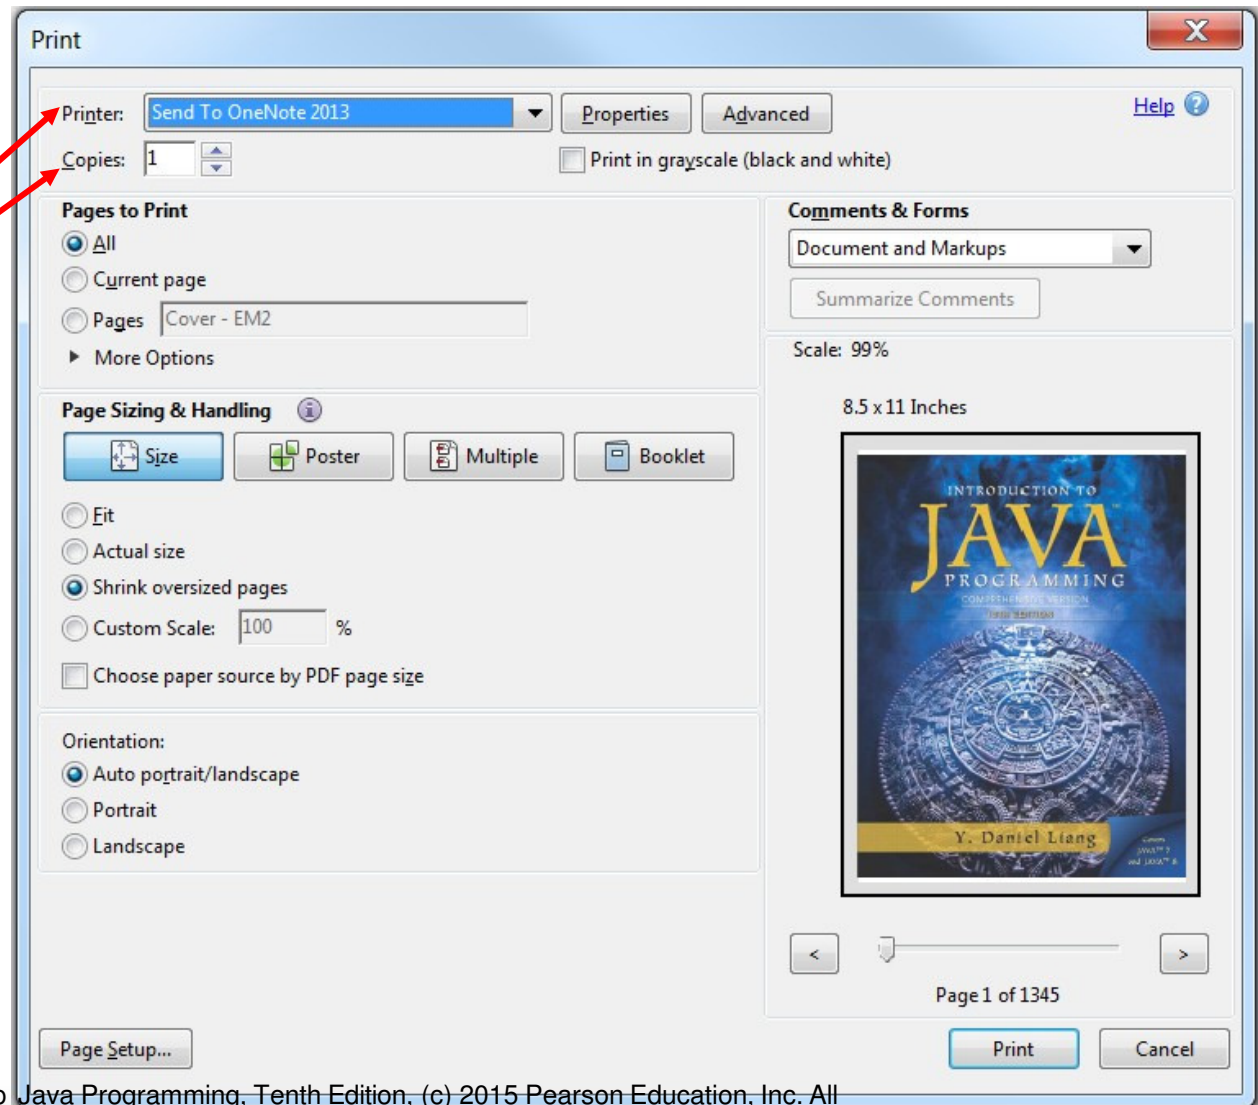 Print
X
Printer: Send To OneNote 2013 Properties Advanced Help ?
Copies: 1 Print in grayscale (black and white)
Pages to Print
All
Current page
Pages Cover - EM2
More Options
Comments & Forms
Document and Markups
Summarize Comments
Page Sizing & Handling i
Size Poster Multiple Booklet
Fit
Actual size
Shrink oversized pages
Custom Scale: 100 %
Choose paper source by PDF page size
Orientation:
Auto portrait/landscape
Portrait
Landscape
Scale: 99%
8.5 x 11 Inches
INTRODUCTION TO
JAVA
PROGRAMMING
COMPREHENSIVE VERSION
Y. Daniel Liang
< >
Page 1 of 1345
Page Setup... Print Cancel
o Java Programming, Tenth Edition, (c) 2015 Pearson Education, Inc. All